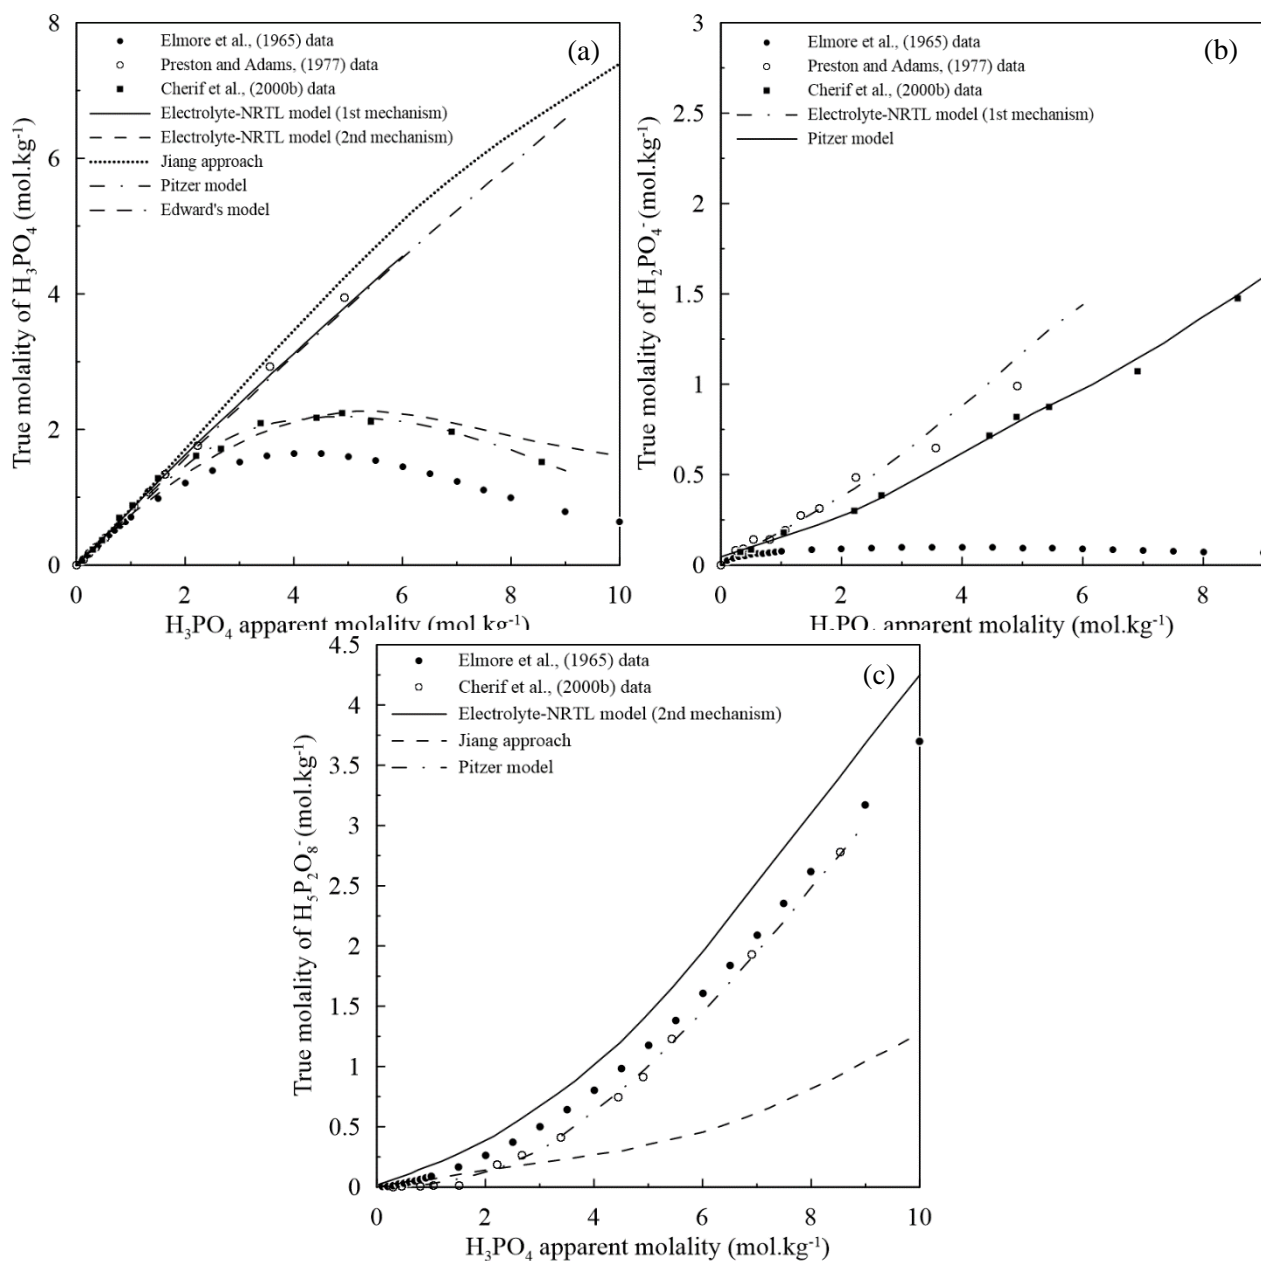 (a)
Elmore et al., (1965) data
Preston and Adams, (1977) data
Cherif et al., (2000b) data
Electrolyte-NRTL model (1st mechanism)
Electrolyte-NRTL model (2nd mechanism)
Jiang approach
Pitzer model
Edward's model
True molality of H₃PO₄ (mol.kg⁻¹)
8
6
4
2
0
0 2 4 6 8 10
H₃PO₄ apparent molality (mol.kg⁻¹)
(b)
Elmore et al., (1965) data
Preston and Adams, (1977) data
Cherif et al., (2000b) data
Electrolyte-NRTL model (1st mechanism)
Pitzer model
True molality of H₂PO₄⁻ (mol.kg⁻¹)
3
2.5
2
1.5
1
0.5
0
0 2 4 6 8
apparent molality (mol.kg⁻¹)
(c)
Elmore et al., (1965) data
Cherif et al., (2000b) data
Electrolyte-NRTL model (2nd mechanism)
Jiang approach
Pitzer model
True molality of H₅P₂O₈⁻ (mol.kg⁻¹)
4.5
4
3.5
3
2.5
2
1.5
1
0.5
0
0 2 4 6 8 10
H₃PO₄ apparent molality (mol.kg⁻¹)